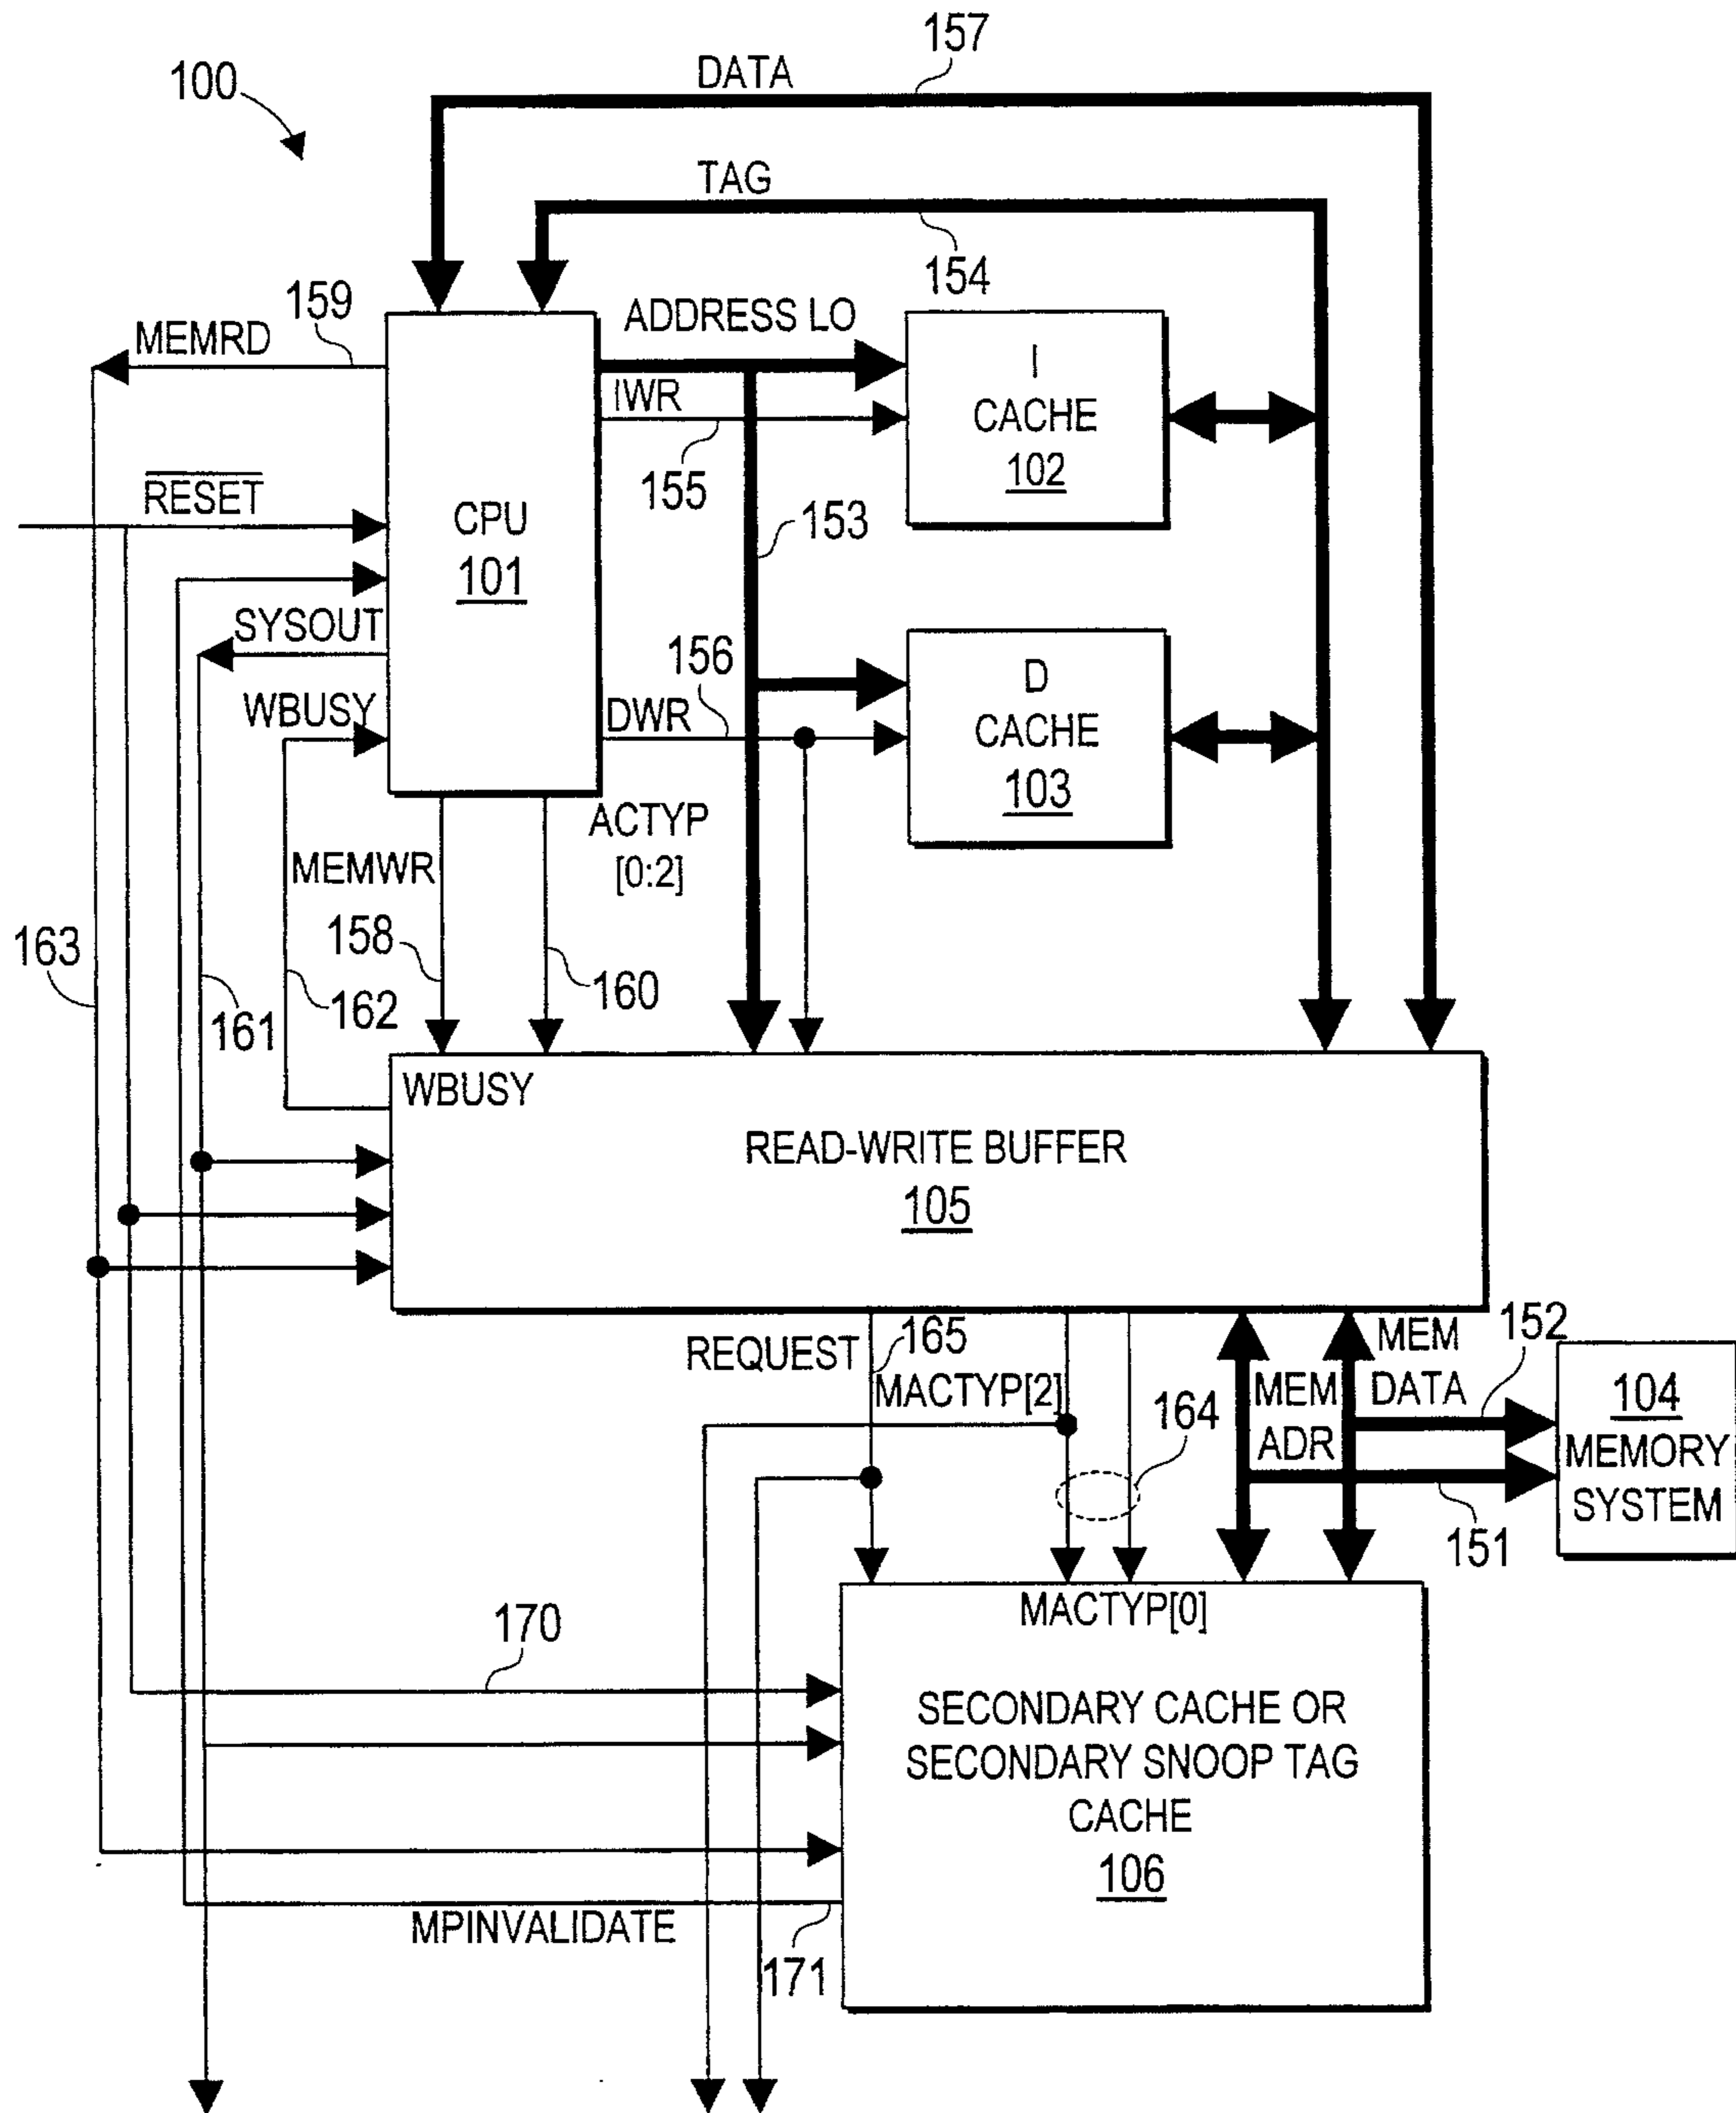 157
DATA
100
TAG
154
159
ADDRESS LO
MEMRD
I
CACHE
102
IWR
155
RESET
CPU
101
153
SYSOUT
156
D
CACHE
103
WBUSY
DWR
ACTYP
[0:2]
MEMWR
158
163
160
161
162
WBUSY
READ-WRITE BUFFER
105
165
REQUEST
MEM
DATA
152
MACTYP[2]
MEM
ADR
164
104
MEMORY
SYSTEM
151
MACTYP[0]
170
SECONDARY CACHE OR
SECONDARY SNOOP TAG
CACHE
106
MPINVALIDATE
171